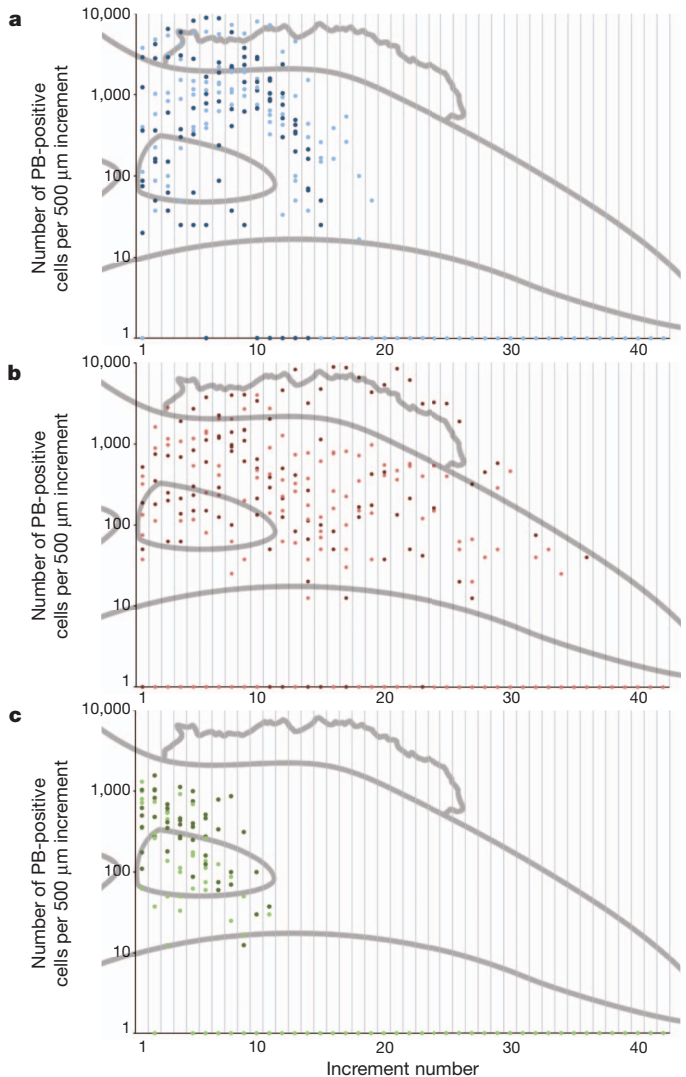 a
10,000
1,000
100
10
1
Number of PB-positive
cells per 500 μm increment
1 10 20 30 40
b
10,000
1,000
100
10
1
Number of PB-positive
cells per 500 μm increment
1 10 20 30 40
c
10,000
1,000
100
10
1
Number of PB-positive
cells per 500 μm increment
1 10 20 30 40
Increment number